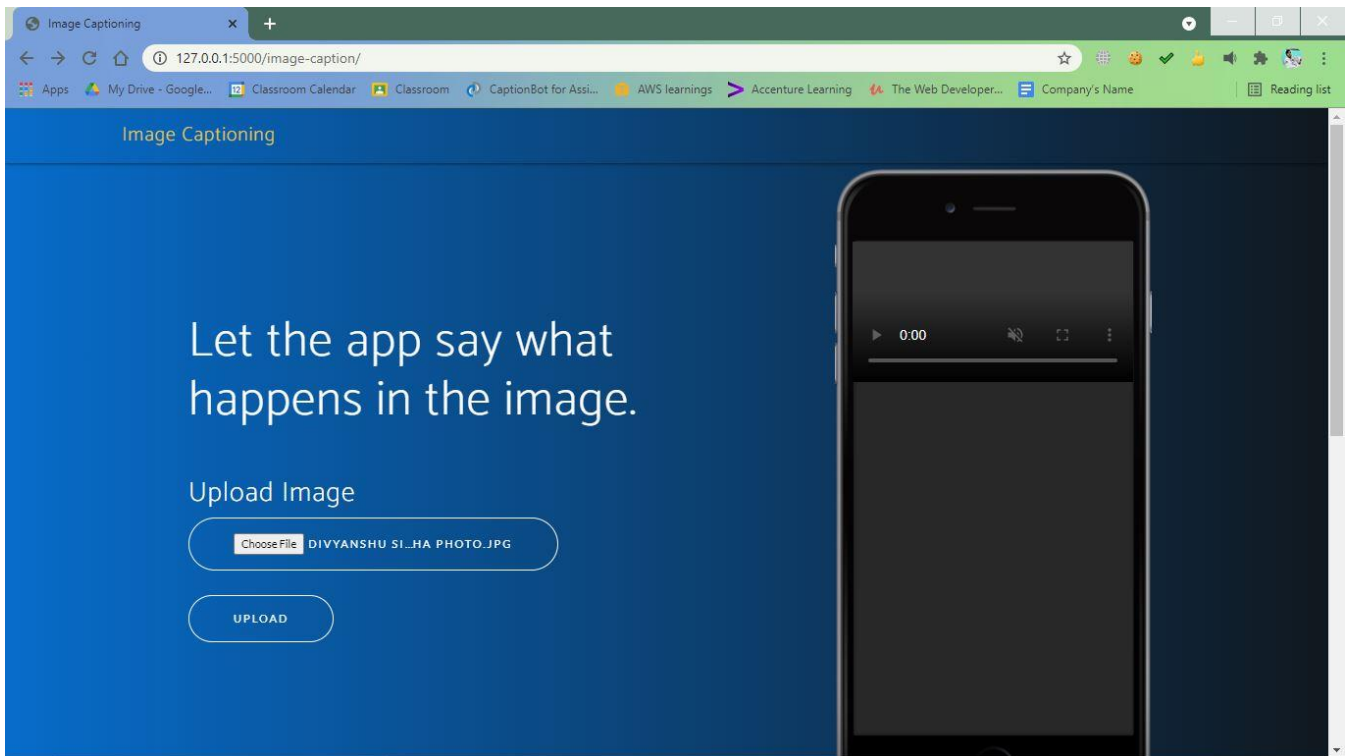 Image Captioning
127.0.0.1:5000/image-caption/
Apps My Drive - Google... Classroom Calendar Classroom CaptionBot for Assi... AWS learnings Accenture Learning The Web Developer... Company's Name Reading list
Image Captioning
Let the app say what
happens in the image.
Upload Image
Choose File DIVYANSHU SI...HA PHOTO.JPG
UPLOAD
0:00